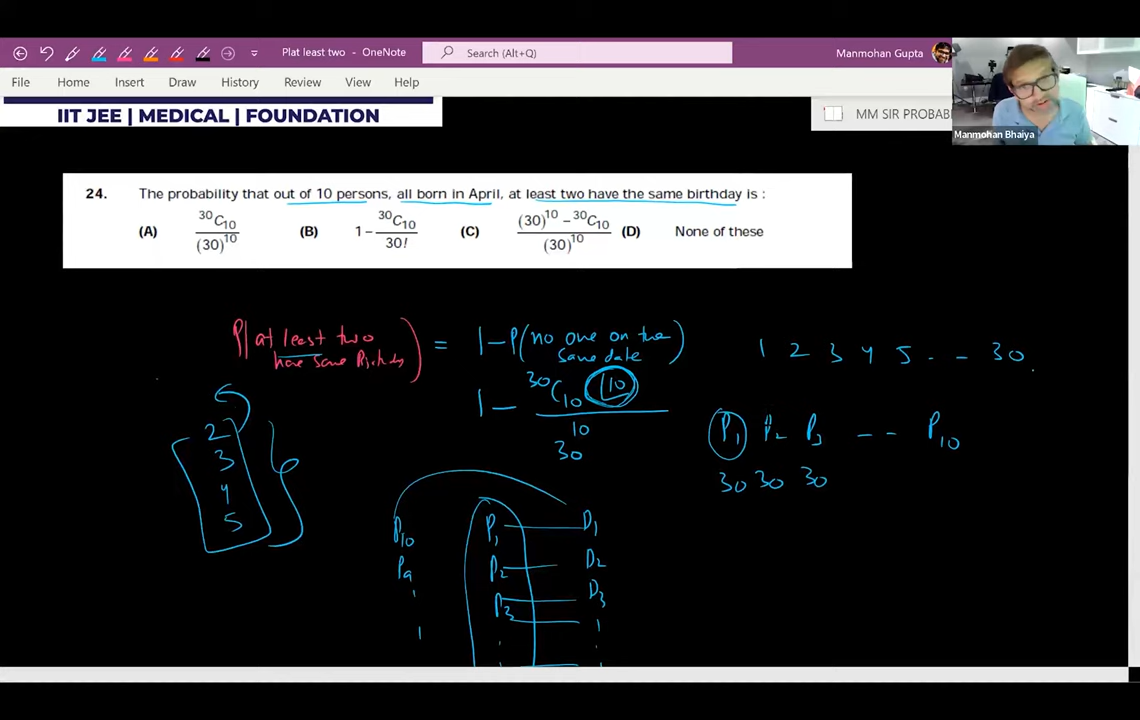 Plat least two - OneNote
Search (Alt+Q)
Manmohan Gupta
File Home Insert Draw History Review View Help
IIT JEE | MEDICAL | FOUNDATION
MM SIR PROBAB
Manmohan Bhaiya
24. The probability that out of 10 persons, all born in April, at least two have the same birthday is :
(A) ³⁰C₁₀ / (30)¹⁰ (B) 1 – ³⁰C₁₀ / 30! (C) (30)¹⁰ – ³⁰C₁₀ / (30)¹⁰ (D) None of these
P(at least two have same Birthday) = 1 – P(no one on the same date)
1 2 3 4 5 . - - 30
1 – ³⁰C₁₀ ⌊10 / 30¹⁰
P₁ P₂ P₃ - - P₁₀
30 30 30
2
3
4
5
P₁₀ P₁ D₁
P₉ P₂ D₂
P₃ D₃